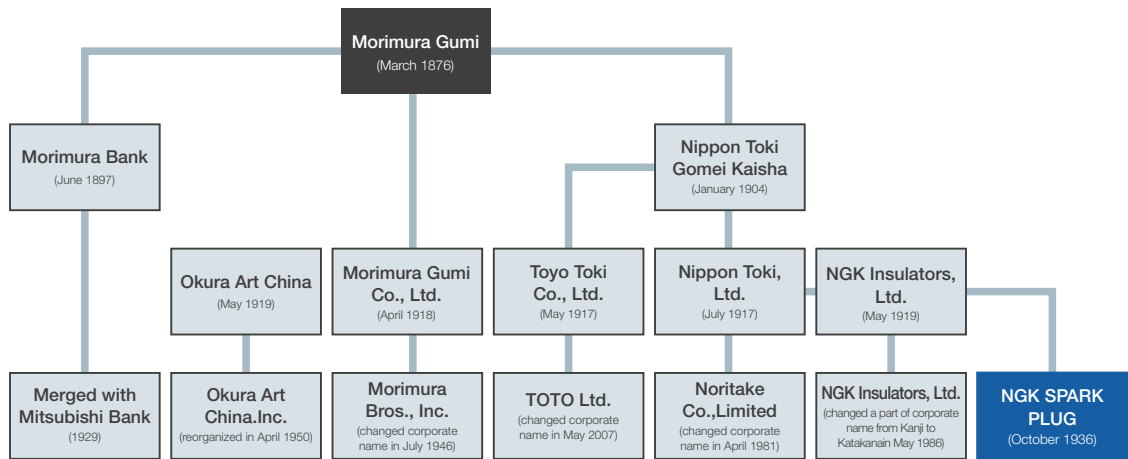 Morimura Gumi
(March 1876)
Morimura Bank
(June 1897)
Nippon Toki
Gomei Kaisha
(January 1904)
Okura Art China
(May 1919)
Morimura Gumi
Co., Ltd.
(April 1918)
Toyo Toki
Co., Ltd.
(May 1917)
Nippon Toki,
Ltd.
(July 1917)
NGK Insulators,
Ltd.
(May 1919)
Merged with
Mitsubishi Bank
(1929)
Okura Art
China.Inc.
(reorganized in April 1950)
Morimura
Bros., Inc.
(changed corporate
name in July 1946)
TOTO Ltd.
(changed corporate
name in May 2007)
Noritake
Co.,Limited
(changed corporate
name in April 1981)
NGK Insulators, Ltd.
(changed a part of corporate
name from Kanji to
Katakanain May 1986)
NGK SPARK
PLUG
(October 1936)